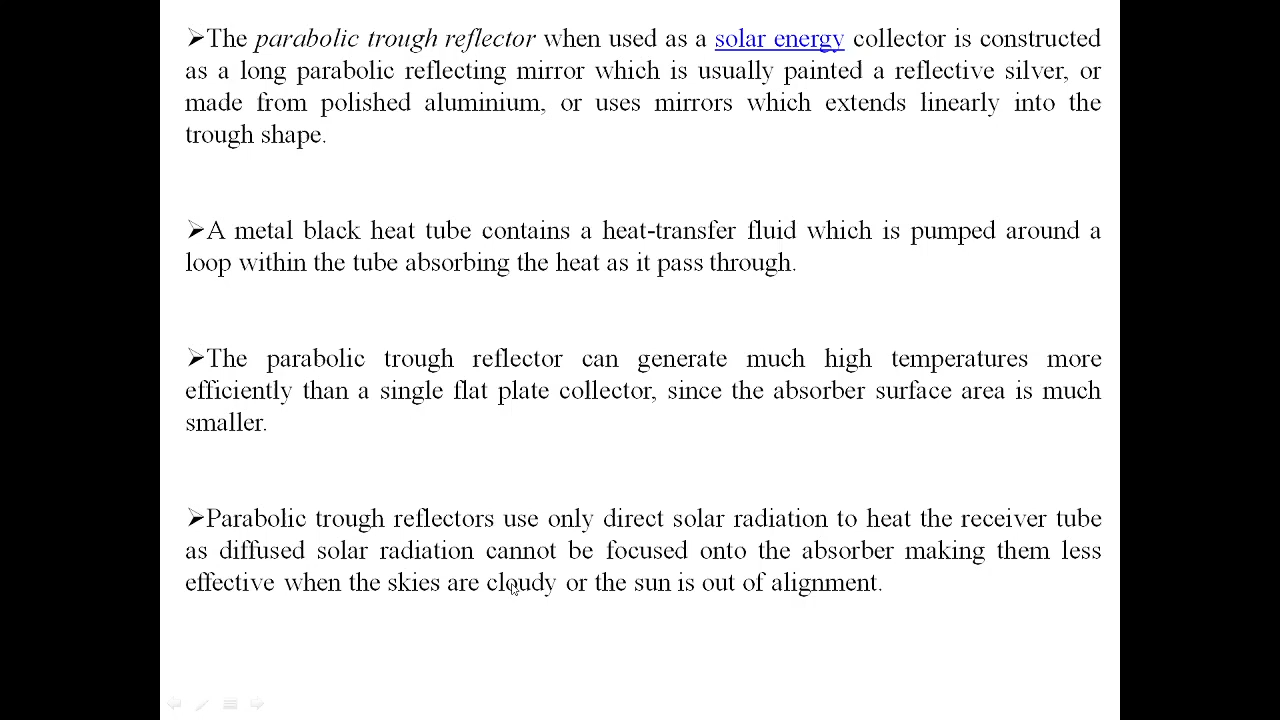 ➢The parabolic trough reflector when used as a solar energy collector is constructed
as a long parabolic reflecting mirror which is usually painted a reflective silver, or
made from polished aluminium, or uses mirrors which extends linearly into the
trough shape.
➢A metal black heat tube contains a heat-transfer fluid which is pumped around a
loop within the tube absorbing the heat as it pass through.
➢The parabolic trough reflector can generate much high temperatures more
efficiently than a single flat plate collector, since the absorber surface area is much
smaller.
➢Parabolic trough reflectors use only direct solar radiation to heat the receiver tube
as diffused solar radiation cannot be focused onto the absorber making them less
effective when the skies are cloudy or the sun is out of alignment.